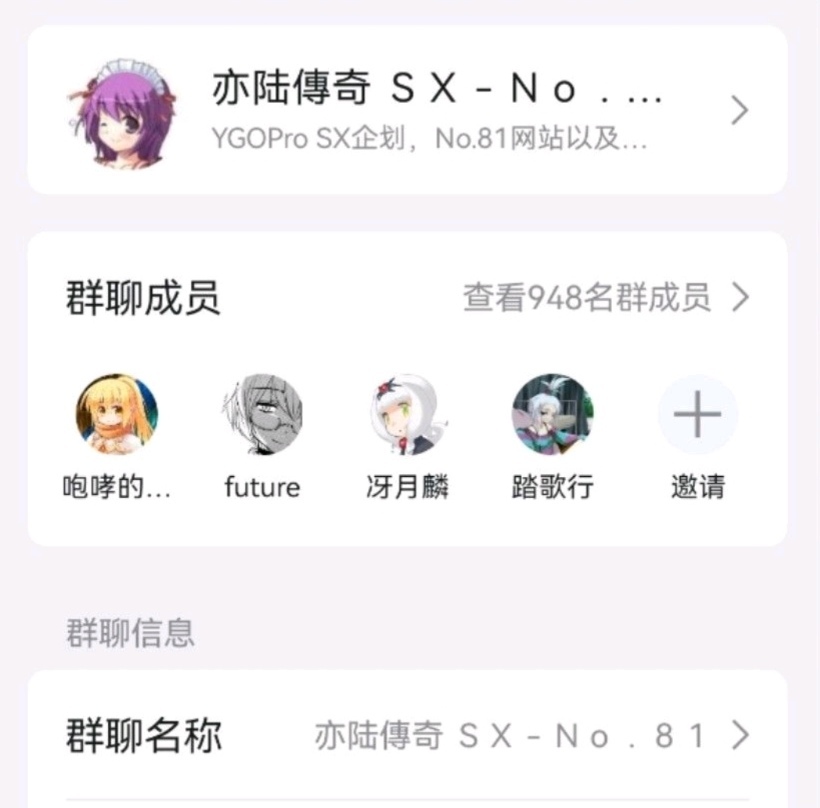 亦陆傳奇 ＳＸ－Ｎｏ．…
YGOPro SX企划，No.81网站以及…
群聊成员
查看948名群成员
咆哮的… future 冴月麟 踏歌行 邀请
群聊信息
群聊名称
亦陆傳奇 ＳＸ－Ｎｏ．８１